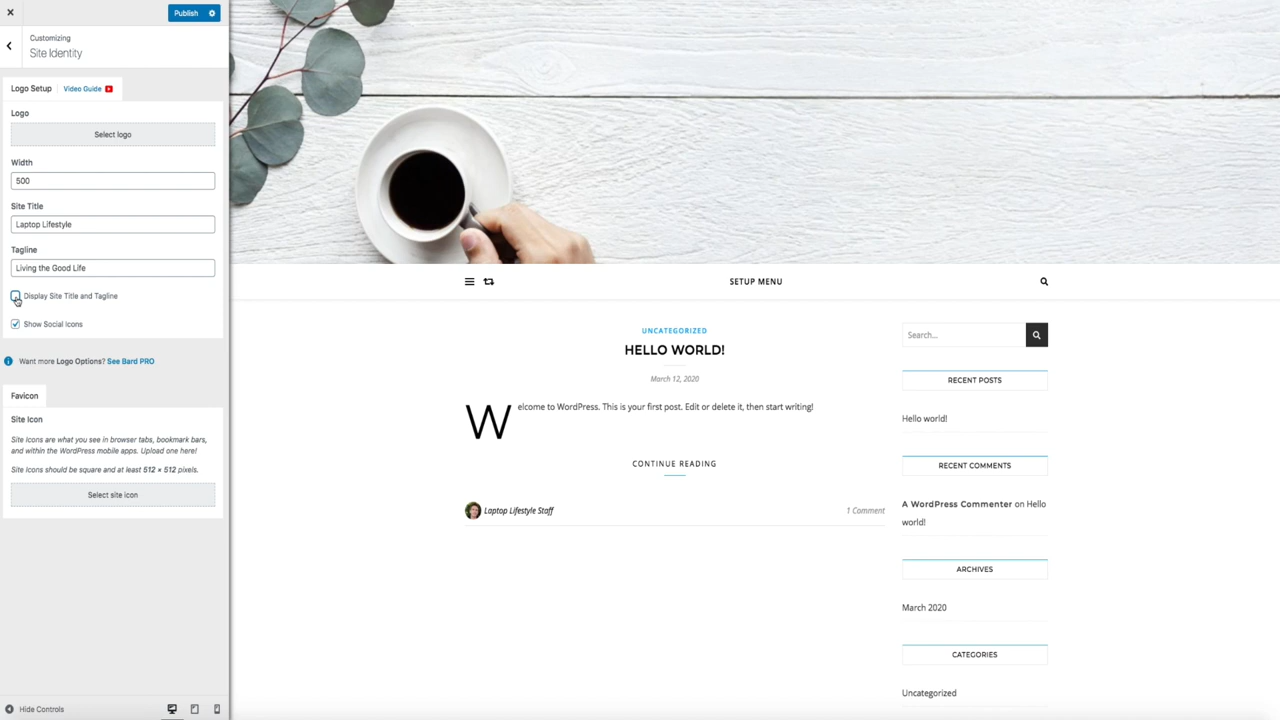 Publish
Customizing
Site Identity
Logo Setup
Video Guide
Logo
Select logo
Width
500
Site Title
Laptop Lifestyle
Tagline
Living the Good Life
Display Site Title and Tagline
Show Social Icons
Want more Logo Options? See Bard PRO
Favicon
Site Icon
Site Icons are what you see in browser tabs, bookmark bars,
and within the WordPress mobile apps. Upload one here!
Site Icons should be square and at least 512 × 512 pixels.
Select site icon
Hide Controls
SETUP MENU
UNCATEGORIZED
HELLO WORLD!
March 12, 2020
Welcome to WordPress. This is your first post. Edit or delete it, then start writing!
CONTINUE READING
Laptop Lifestyle Staff
1 Comment
Search...
RECENT POSTS
Hello world!
RECENT COMMENTS
A WordPress Commenter on Hello
world!
ARCHIVES
March 2020
CATEGORIES
Uncategorized